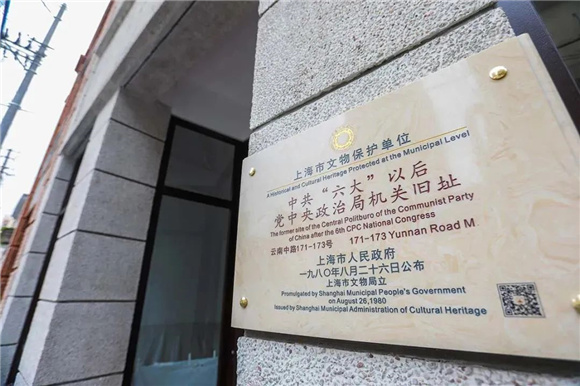 上海市文物保护单位
A Historical and Cultural Heritage Protected at the Municipal Level
中共“六大”以后
党中央政治局机关旧址
The former site of the Central Politburo of the Communist Party
of China after the 6th CPC National Congress
云南中路171-173号 171-173 Yunnan Road M
上海市人民政府
一九八〇年八月二十六日公布
上海市文物局立
Promulgated by Shanghai Municipal People's Government
on August 26,1980
Issued by Shanghai Municipal Administration of Cultural Heritage